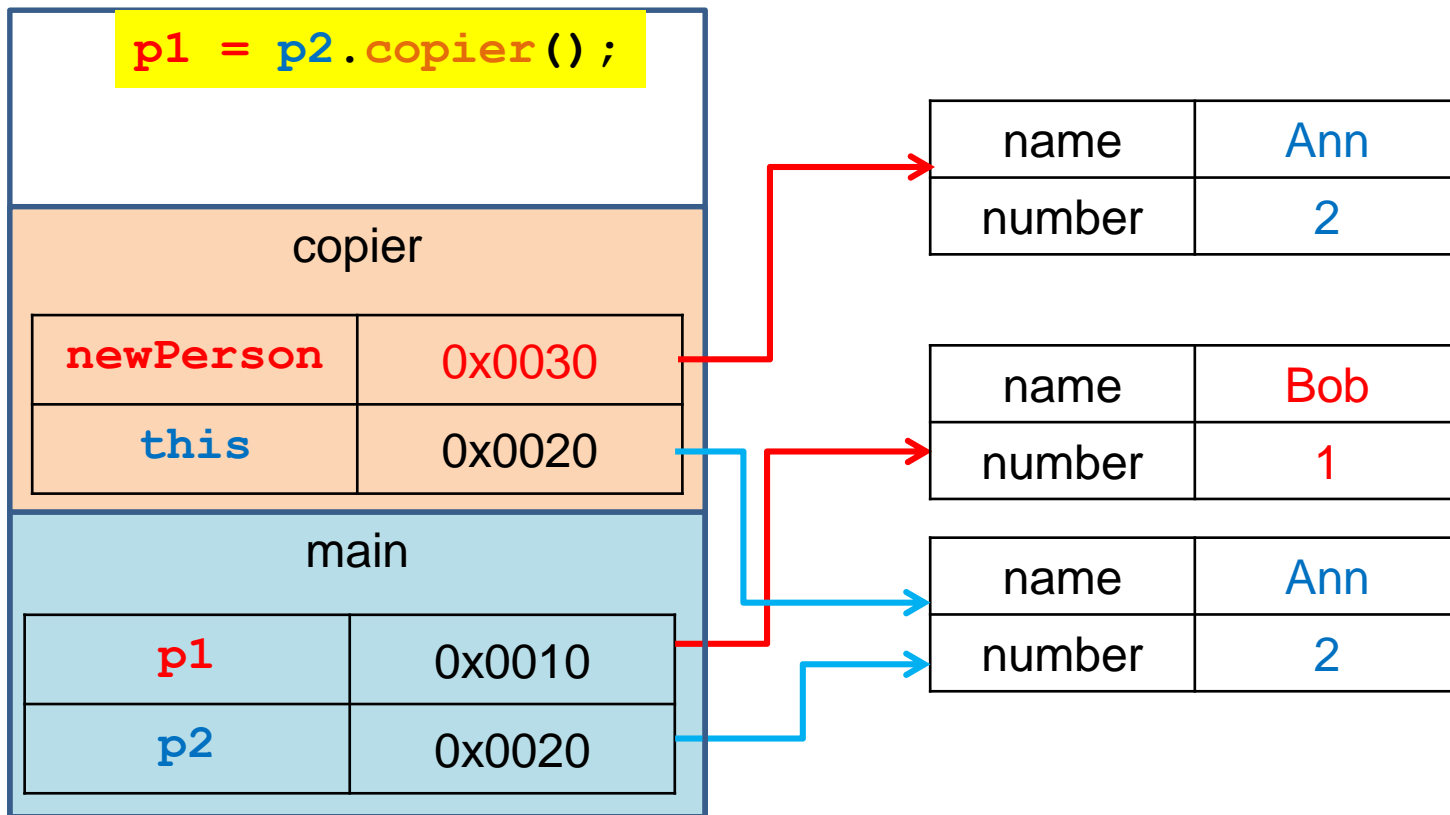 p1 = p2.copier();
copier
newPerson 0x0030
this 0x0020
main
p1 0x0010
p2 0x0020
name Ann
number 2
name Bob
number 1
name Ann
number 2